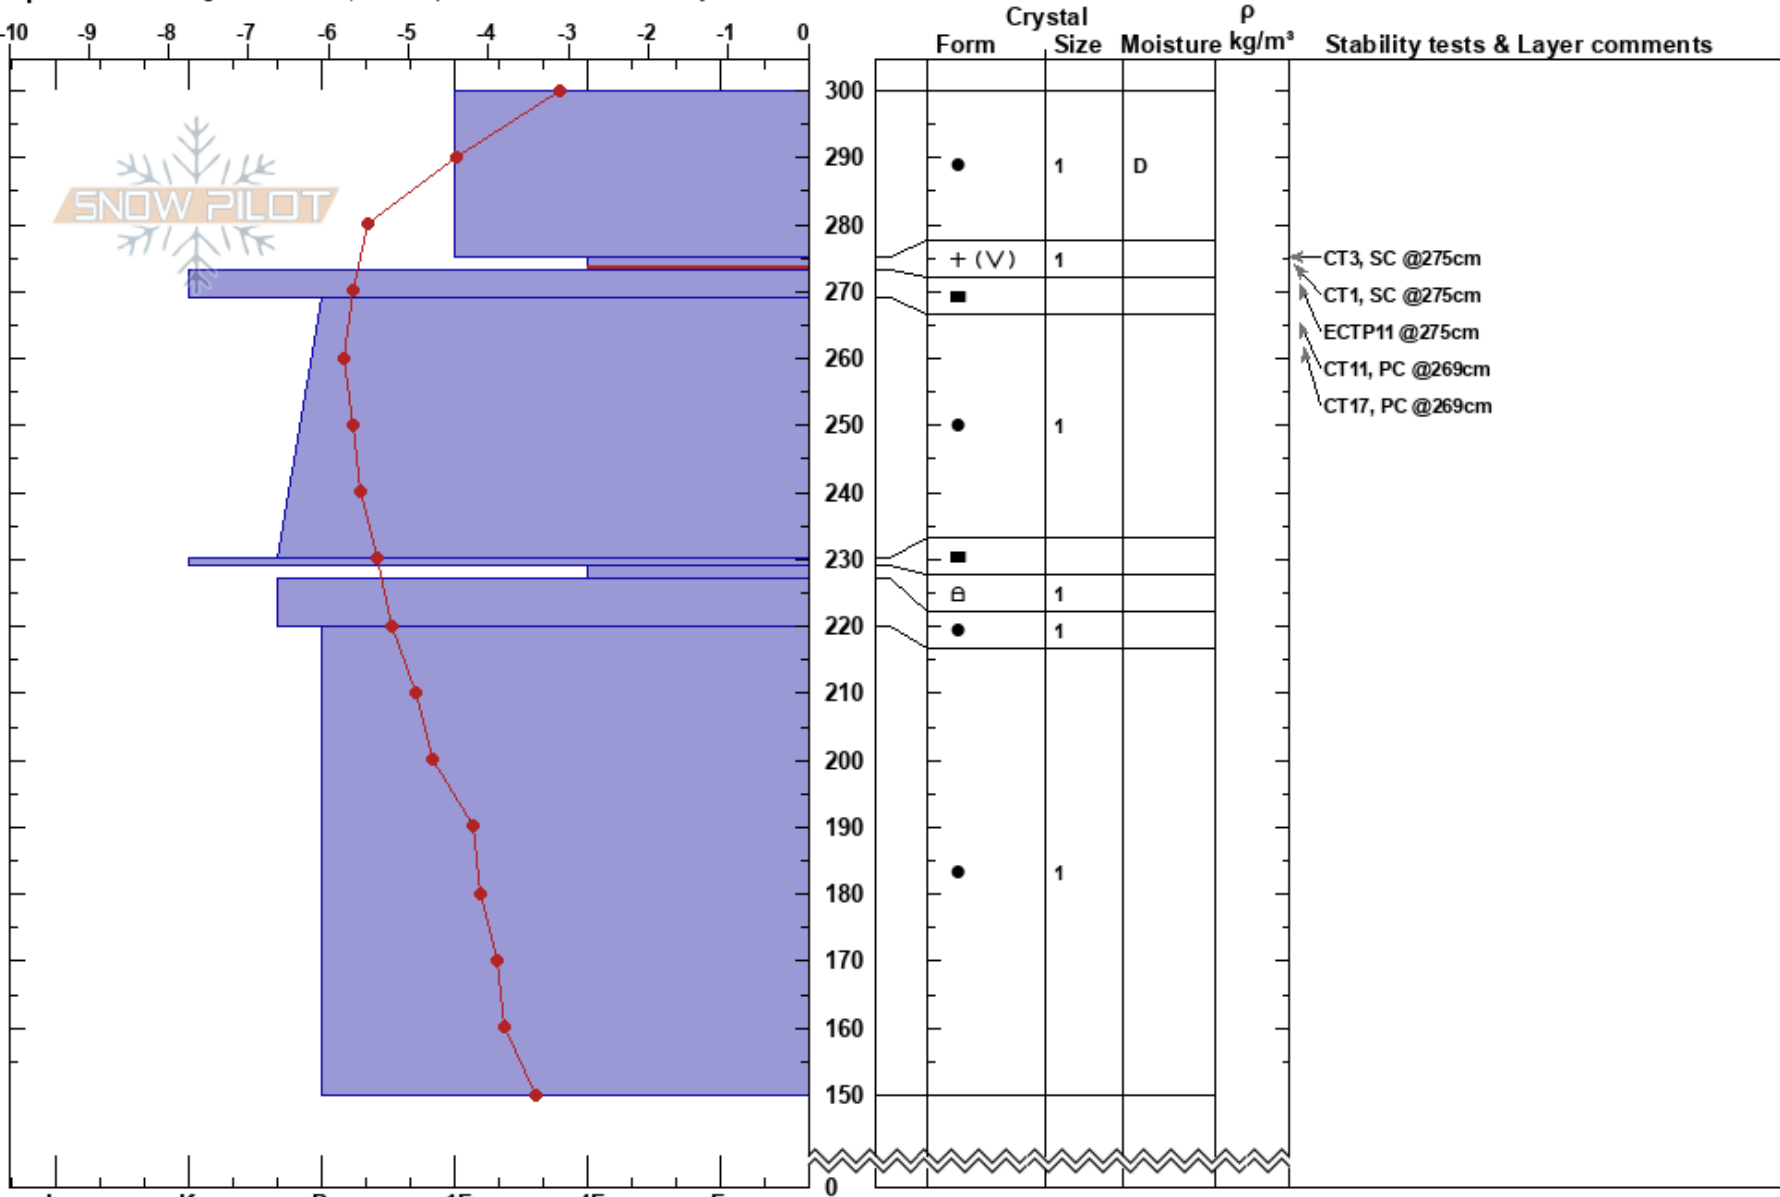 -10 -9 -8 -7 -6 -5 -4 -3 -2 -1 0
Crystal
ρ
Form Size Moisture kg/m³ Stability tests & Layer comments
300
SNOW PILOT
290
● 1 D
280
+ (V) 1
CT3, SC @275cm
270
■
CT1, SC @275cm
ECTP11 @275cm
260
CT11, PC @269cm
CT17, PC @269cm
250
● 1
240
230
■
1
220
● 1
210
200
190
● 1
180
170
160
150
0